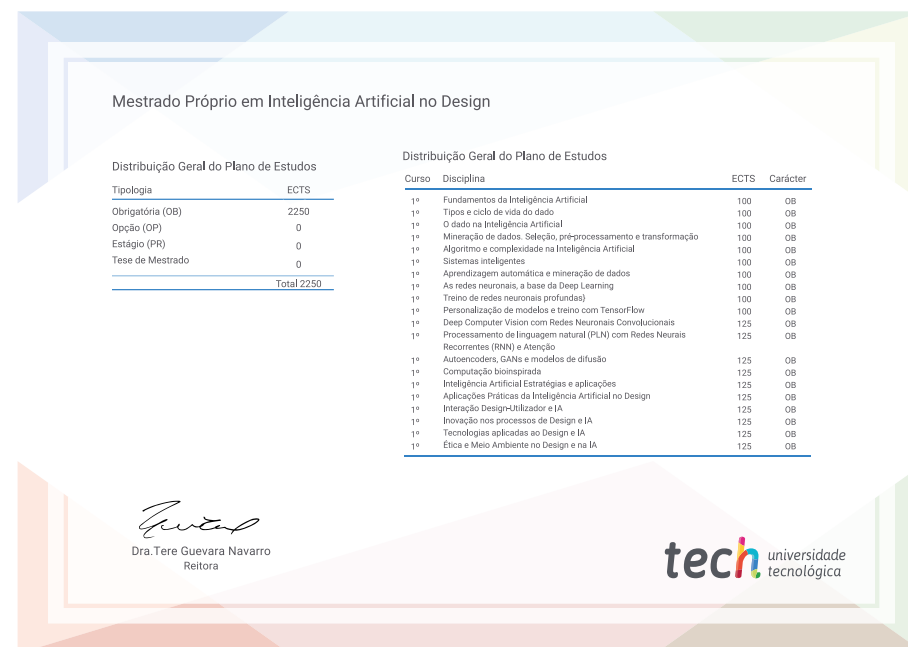 Mestrado Próprio em Inteligência Artificial no Design
Distribuição Geral do Plano de Estudos
Tipologia ECTS
Obrigatória (OB) 2250
Opção (OP) 0
Estágio (PR) 0
Tese de Mestrado 0
Total 2250
Distribuição Geral do Plano de Estudos
Curso Disciplina ECTS Carácter
1º Fundamentos da Inteligência Artificial 100 OB
1º Tipos e ciclo de vida do dado 100 OB
1º O dado na Inteligência Artificial 100 OB
1º Mineração de dados. Seleção, pré-processamento e transformação 100 OB
1º Algoritmo e complexidade na Inteligência Artificial 100 OB
1º Sistemas inteligentes 100 OB
1º Aprendizagem automática e mineração de dados 100 OB
1º As redes neuronais, a base da Deep Learning 100 OB
1º Treino de redes neuronais profundas) 100 OB
1º Personalização de modelos e treino com TensorFlow 100 OB
1º Deep Computer Vision com Redes Neuronais Convolucionais 125 OB
1º Processamento de linguagem natural (PLN) com Redes Neurais 125 OB
Recorrentes (RNN) e Atenção
1º Autoencoders, GANs e modelos de difusão 125 OB
1º Computação bioinspirada 125 OB
1º Inteligência Artificial Estratégias e aplicações 125 OB
1º Aplicações Práticas da Inteligência Artificial no Design 125 OB
1º Interação Design-Utilizador e IA 125 OB
1º Inovação nos processos de Design e IA 125 OB
1º Tecnologias aplicadas ao Design e IA 125 OB
1º Ética e Meio Ambiente no Design e na IA 125 OB
Dra.Tere Guevara Navarro
Reitora
tech universidade
tecnológica